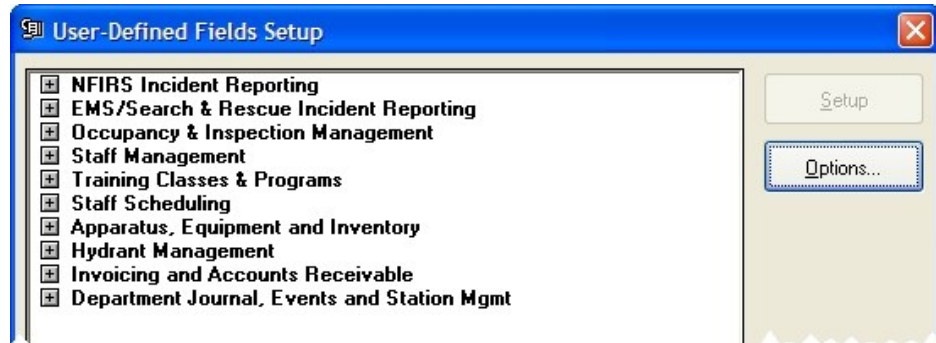 User-Defined Fields Setup
NFIRS Incident Reporting
EMS/Search & Rescue Incident Reporting
Occupancy & Inspection Management
Staff Management
Training Classes & Programs
Staff Scheduling
Apparatus, Equipment and Inventory
Hydrant Management
Invoicing and Accounts Receivable
Department Journal, Events and Station Mgmt
Setup
Options...